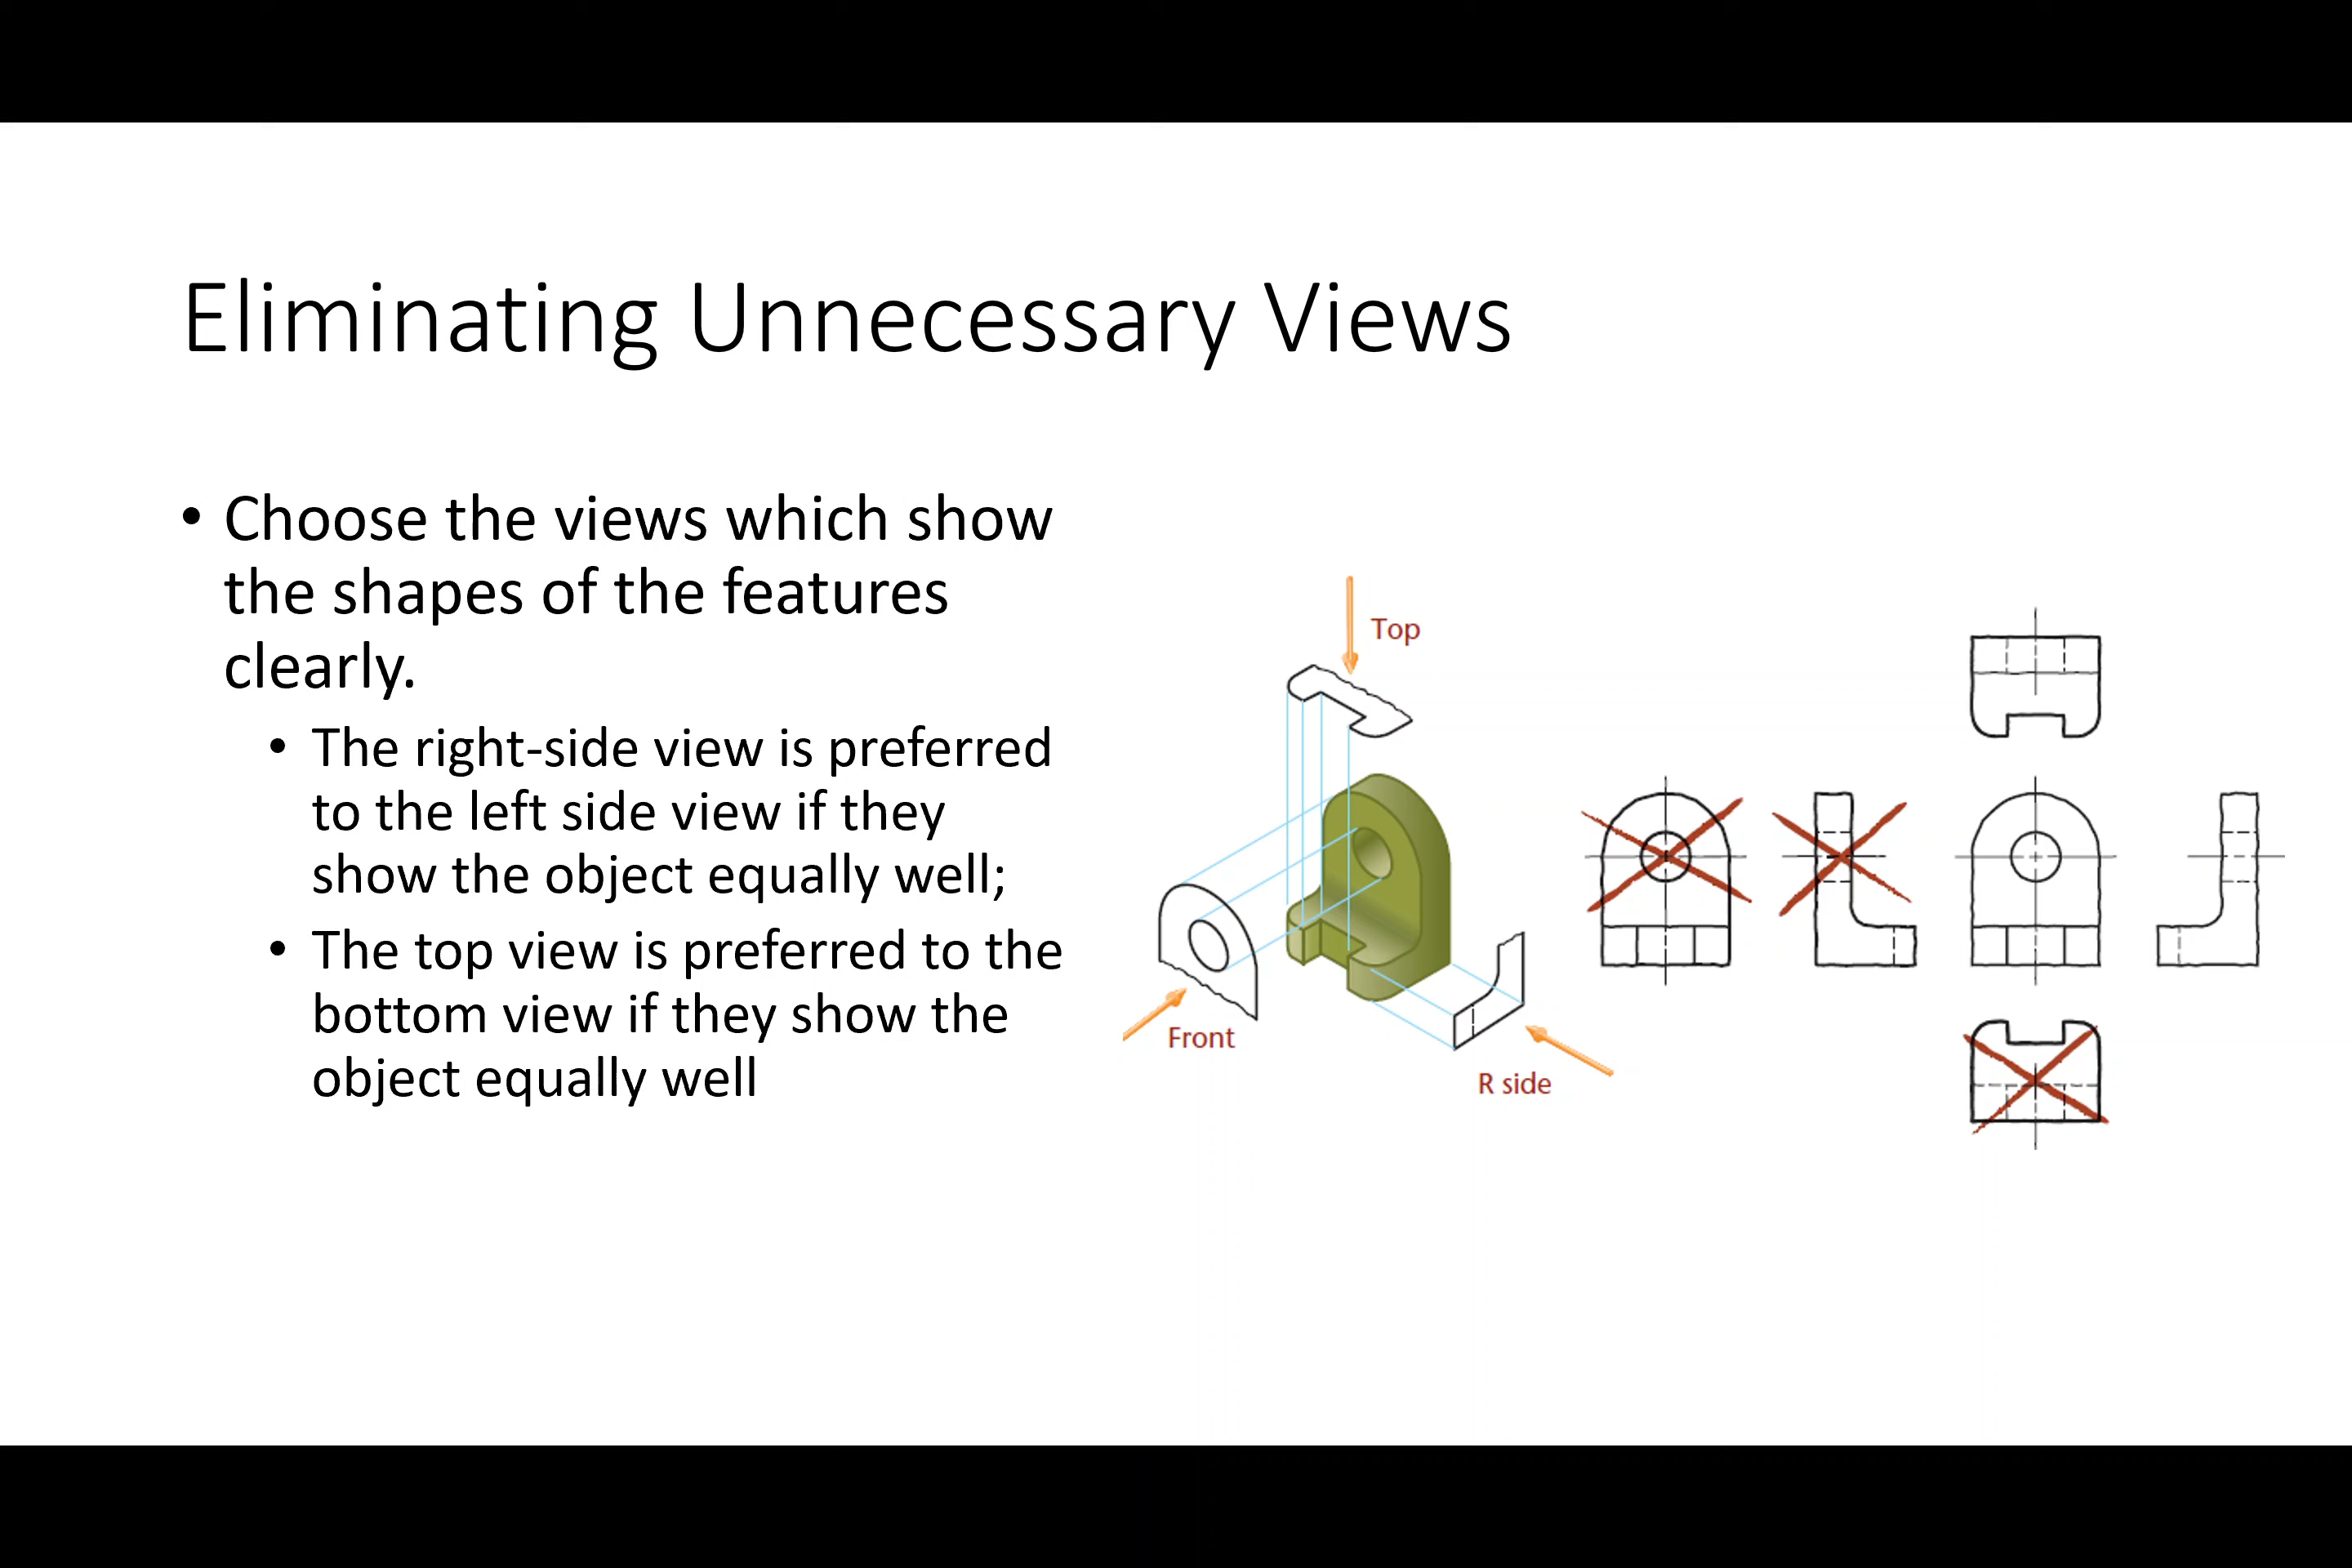 Eliminating Unnecessary Views
• Choose the views which show
the shapes of the features
clearly.
• The right-side view is preferred
to the left side view if they
show the object equally well;
• The top view is preferred to the
bottom view if they show the
object equally well
Top
Front
R side